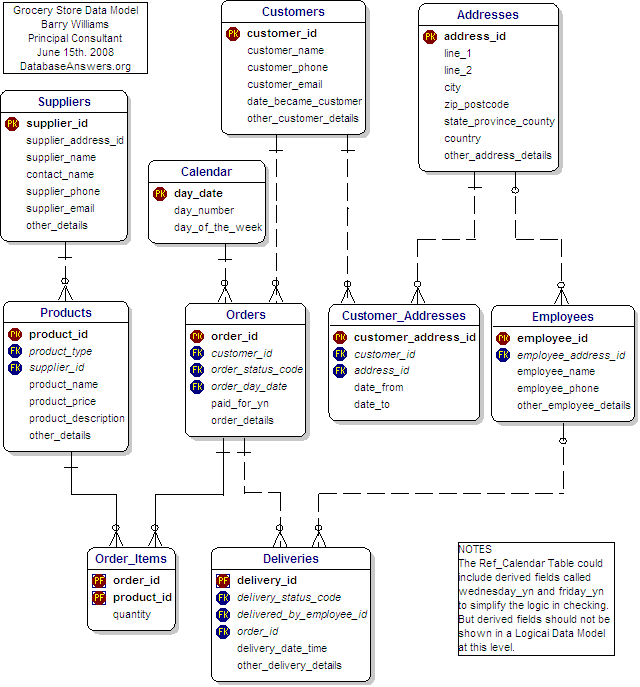 Grocery Store Data Model
Barry Williams
Principal Consultant
June 15th. 2008
DatabaseAnswers.org
Customers
PK customer_id
customer_name
customer_phone
customer_email
date_became_customer
other_customer_details
Addresses
PK address_id
line_1
line_2
city
zip_postcode
state_province_county
country
other_address_details
Suppliers
PK supplier_id
supplier_address_id
supplier_name
contact_name
supplier_phone
supplier_email
other_details
Calendar
PK day_date
day_number
day_of_the_week
Products
PK product_id
FK product_type
FK supplier_id
product_name
product_price
product_description
other_details
Orders
PK order_id
FK customer_id
FK order_status_code
FK order_day_date
paid_for_yn
order_details
Customer_Addresses
PK customer_address_id
FK customer_id
FK address_id
date_from
date_to
Employees
PK employee_id
FK employee_address_id
employee_name
employee_phone
other_employee_details
Order_Items
PF order_id
PF product_id
quantity
Deliveries
PF delivery_id
FK delivery_status_code
FK delivered_by_employee_id
FK order_id
delivery_date_time
other_delivery_details
NOTES
The Ref_Calendar Table could
include derived fields called
wednesday_yn and friday_yn
to simplify the logic in checking.
But derived fields should not be
shown in a Logical Data Model
at this level.